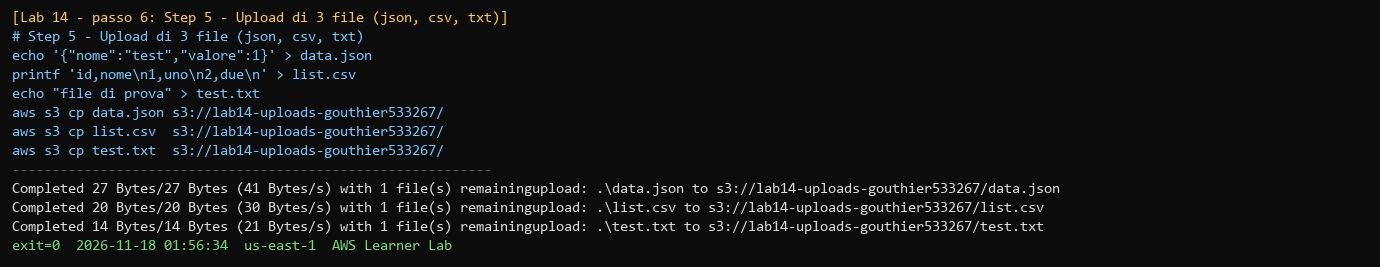 [Lab 14 - passo 6: Step 5 - Upload di 3 file (json, csv, txt)]
# Step 5 - Upload di 3 file (json, csv, txt)
echo '{"nome":"test","valore":1}' > data.json
printf 'id,nome\n1,uno\n2,due\n' > list.csv
echo "file di prova" > test.txt
aws s3 cp data.json s3://lab14-uploads-gouthier533267/
aws s3 cp list.csv  s3://lab14-uploads-gouthier533267/
aws s3 cp test.txt  s3://lab14-uploads-gouthier533267/
------------------------------------------------------------
Completed 27 Bytes/27 Bytes (41 Bytes/s) with 1 file(s) remainingupload: .\data.json to s3://lab14-uploads-gouthier533267/data.json
Completed 20 Bytes/20 Bytes (30 Bytes/s) with 1 file(s) remainingupload: .\list.csv to s3://lab14-uploads-gouthier533267/list.csv
Completed 14 Bytes/14 Bytes (21 Bytes/s) with 1 file(s) remainingupload: .\test.txt to s3://lab14-uploads-gouthier533267/test.txt
exit=0  2026-11-18 01:56:34  us-east-1  AWS Learner Lab